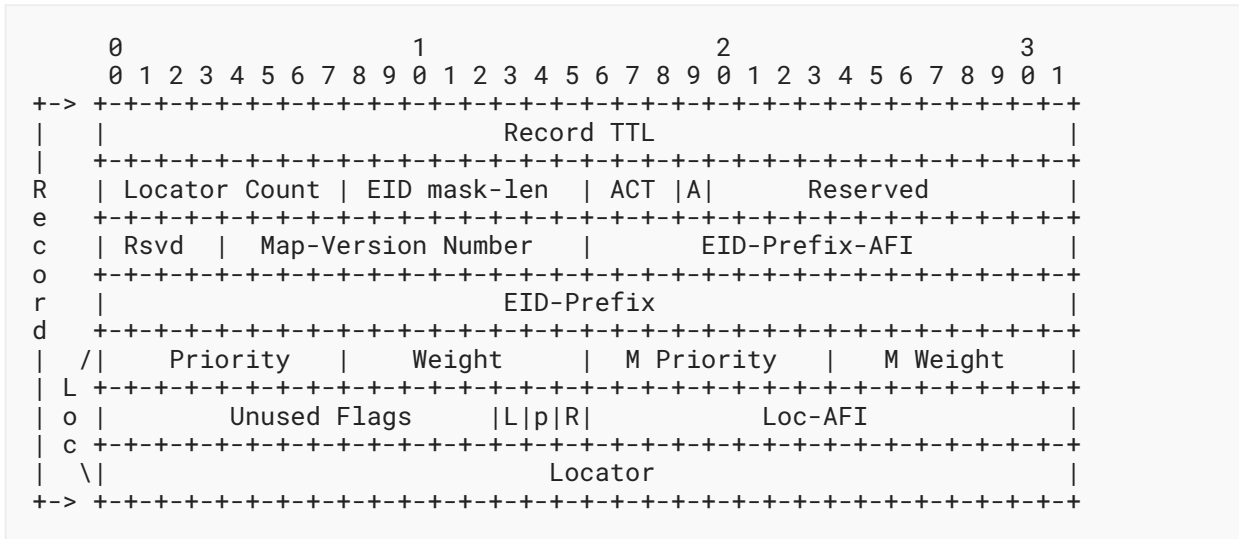 0                   1                   2                   3
     0 1 2 3 4 5 6 7 8 9 0 1 2 3 4 5 6 7 8 9 0 1 2 3 4 5 6 7 8 9 0 1
+-> +-+-+-+-+-+-+-+-+-+-+-+-+-+-+-+-+-+-+-+-+-+-+-+-+-+-+-+-+-+-+-+-+
|   |                          Record TTL                           |
|   +-+-+-+-+-+-+-+-+-+-+-+-+-+-+-+-+-+-+-+-+-+-+-+-+-+-+-+-+-+-+-+-+
R   | Locator Count | EID mask-len  | ACT |A|      Reserved         |
e   +-+-+-+-+-+-+-+-+-+-+-+-+-+-+-+-+-+-+-+-+-+-+-+-+-+-+-+-+-+-+-+-+
c   | Rsvd  |  Map-Version Number   |       EID-Prefix-AFI          |
o   +-+-+-+-+-+-+-+-+-+-+-+-+-+-+-+-+-+-+-+-+-+-+-+-+-+-+-+-+-+-+-+-+
r   |                          EID-Prefix                           |
d   +-+-+-+-+-+-+-+-+-+-+-+-+-+-+-+-+-+-+-+-+-+-+-+-+-+-+-+-+-+-+-+-+
|  /|    Priority   |    Weight     |  M Priority   |   M Weight    |
| L +-+-+-+-+-+-+-+-+-+-+-+-+-+-+-+-+-+-+-+-+-+-+-+-+-+-+-+-+-+-+-+-+
| o |        Unused Flags     |L|p|R|           Loc-AFI             |
| c +-+-+-+-+-+-+-+-+-+-+-+-+-+-+-+-+-+-+-+-+-+-+-+-+-+-+-+-+-+-+-+-+
|  \|                             Locator                           |
+-> +-+-+-+-+-+-+-+-+-+-+-+-+-+-+-+-+-+-+-+-+-+-+-+-+-+-+-+-+-+-+-+-+